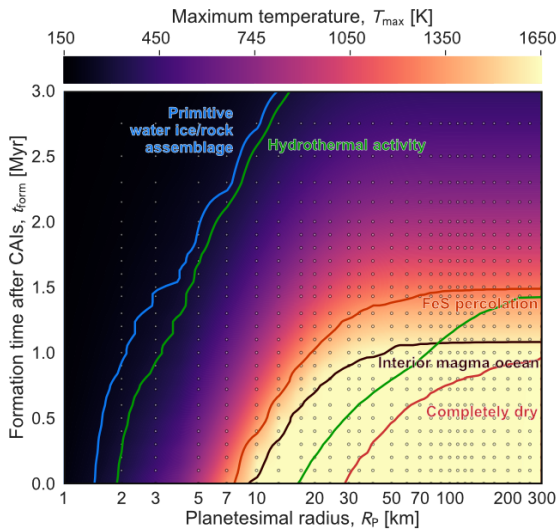 Maximum temperature, Tmax [K]
150 450 745 1050 1350 1650
3.0
2.5
2.0
1.5
1.0
0.5
0.0
Formation time after CAIs, tform [Myr]
Primitive
water ice/rock
assemblage
Hydrothermal activity
FeS percolation
Interior magma ocean
Completely dry
1 2 3 5 7 10 20 30 50 70 100 200 300
Planetesimal radius, RP [km]